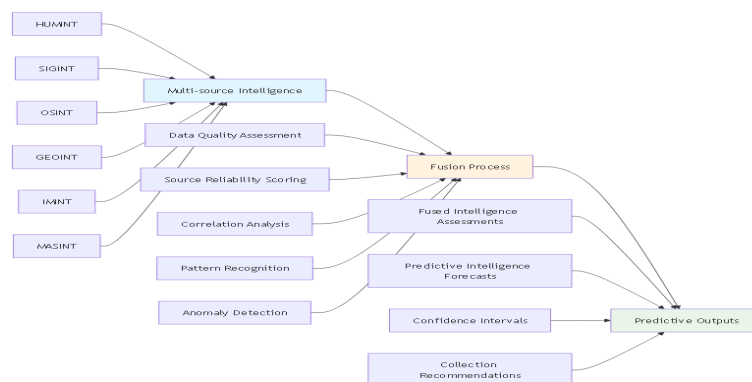 HUMINT
SIGINT
OSINT
GEOINT
IMINT
MASINT
Multi-source Intelligence
Data Quality Assessment
Source Reliability Scoring
Correlation Analysis
Pattern Recognition
Anomaly Detection
Fusion Process
Fused Intelligence
Assessments
Predictive Intelligence
Forecasts
Confidence Intervals
Collection
Recommendations
Predictive Outputs